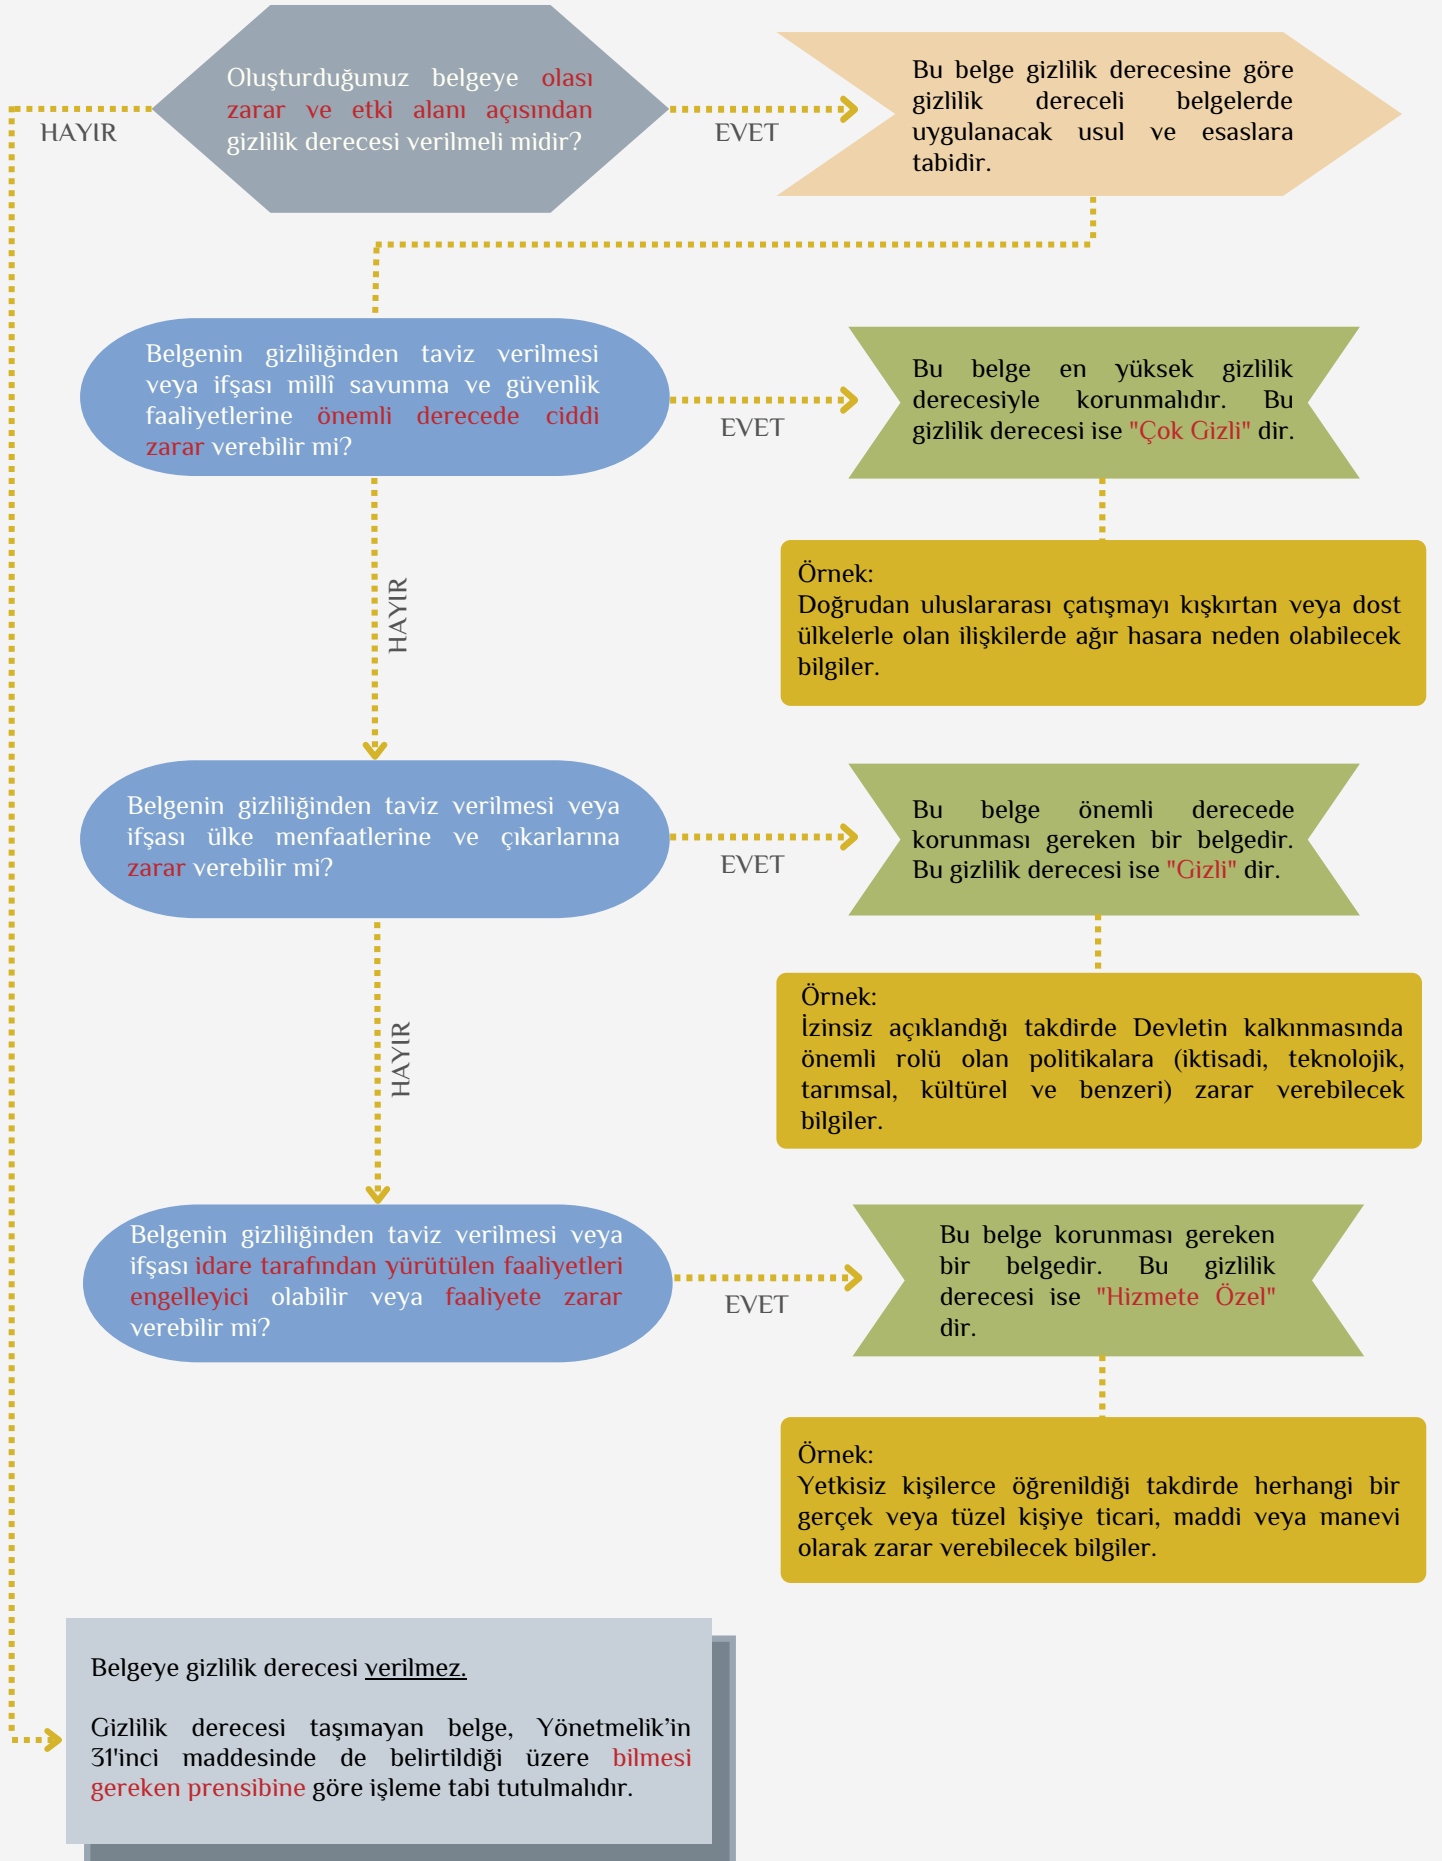 Oluşturduğunuz belgeye olası
zarar ve etki alanı açısından
gizlilik derecesi verilmeli midir?
HAYIR
EVET
Bu belge gizlilik derecesine göre
gizlilik dereceli belgelerde
uygulanacak usul ve esaslara
tabidir.
Belgenin gizliliğinden taviz verilmesi
veya ifşası millî savunma ve güvenlik
faaliyetlerine önemli derecede ciddi
zarar verebilir mi?
EVET
Bu belge en yüksek gizlilik
derecesiyle korunmalıdır. Bu
gizlilik derecesi ise "Çok Gizli" dir.
Örnek:
Doğrudan uluslararası çatışmayı kışkırtan veya dost
ülkelerle olan ilişkilerde ağır hasara neden olabilecek
bilgiler.
HAYIR
Belgenin gizliliğinden taviz verilmesi veya
ifşası ülke menfaatlerine ve çıkarlarına
zarar verebilir mi?
EVET
Bu belge önemli derecede
korunması gereken bir belgedir.
Bu gizlilik derecesi ise "Gizli" dir.
Örnek:
İzinsiz açıklandığı takdirde Devletin kalkınmasında
önemli rolü olan politikalara (iktisadi, teknolojik,
tarımsal, kültürel ve benzeri) zarar verebilecek
bilgiler.
HAYIR
Belgenin gizliliğinden taviz verilmesi veya
ifşası idare tarafından yürütülen faaliyetleri
engelleyici olabilir veya faaliyete zarar
verebilir mi?
EVET
Bu belge korunması gereken
bir belgedir. Bu gizlilik
derecesi ise "Hizmete Özel"
dir.
Örnek:
Yetkisiz kişilerce öğrenildiği takdirde herhangi bir
gerçek veya tüzel kişiye ticari, maddi veya manevi
olarak zarar verebilecek bilgiler.
Belgeye gizlilik derecesi verilmez.
Gizlilik derecesi taşımayan belge, Yönetmelik’in
31'inci maddesinde de belirtildiği üzere bilmesi
gereken prensibine göre işleme tabi tutulmalıdır.